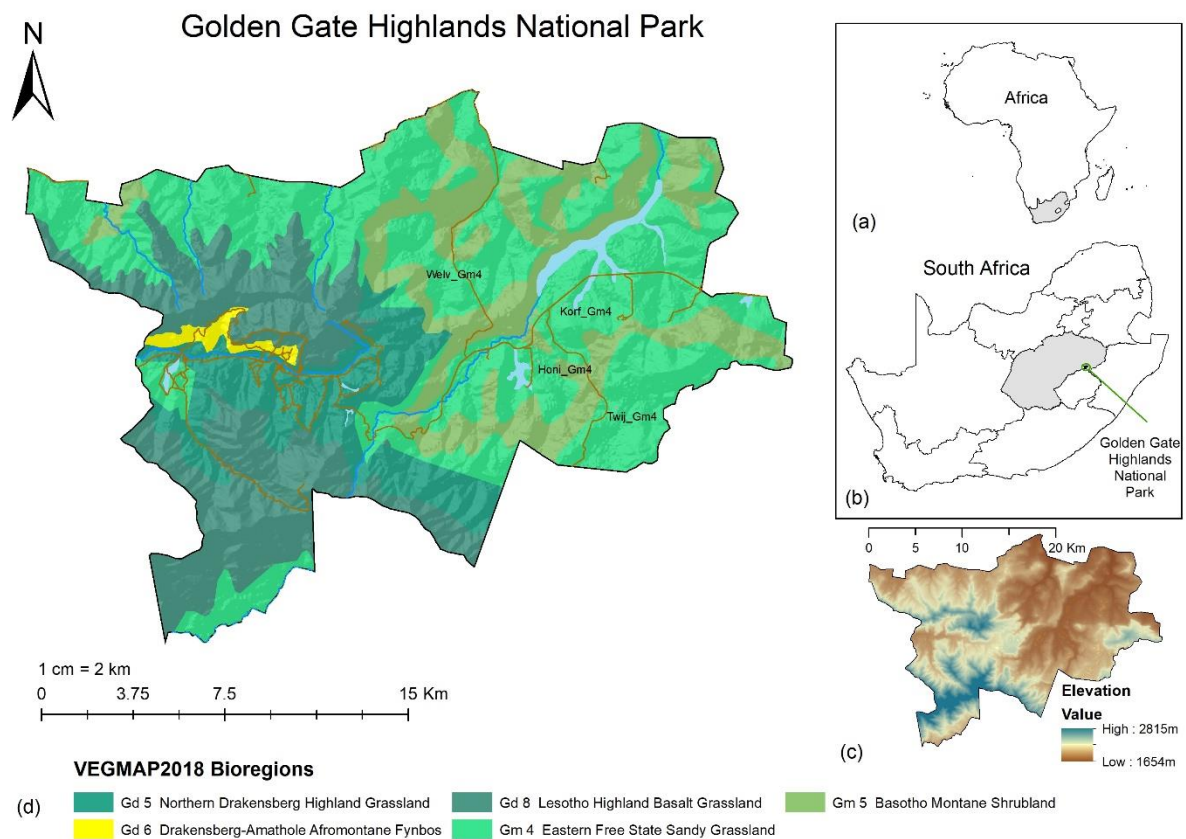 Golden Gate Highlands National Park
N
Welv_Gm4
Korf_Gm4
Honi_Gm4
Twij_Gm4
1 cm = 2 km
0 3.75 7.5 15 Km
VEGMAP2018 Bioregions
(d)
Gd 5 Northern Drakensberg Highland Grassland
Gd 8 Lesotho Highland Basalt Grassland
Gm 5 Basotho Montane Shrubland
Gd 6 Drakensberg-Amathole Afromontane Fynbos
Gm 4 Eastern Free State Sandy Grassland
Africa
(a)
South Africa
Golden Gate
Highlands
National
Park
(b)
0 5 10 20 Km
Elevation
Value
High : 2815m
Low : 1654m
(c)